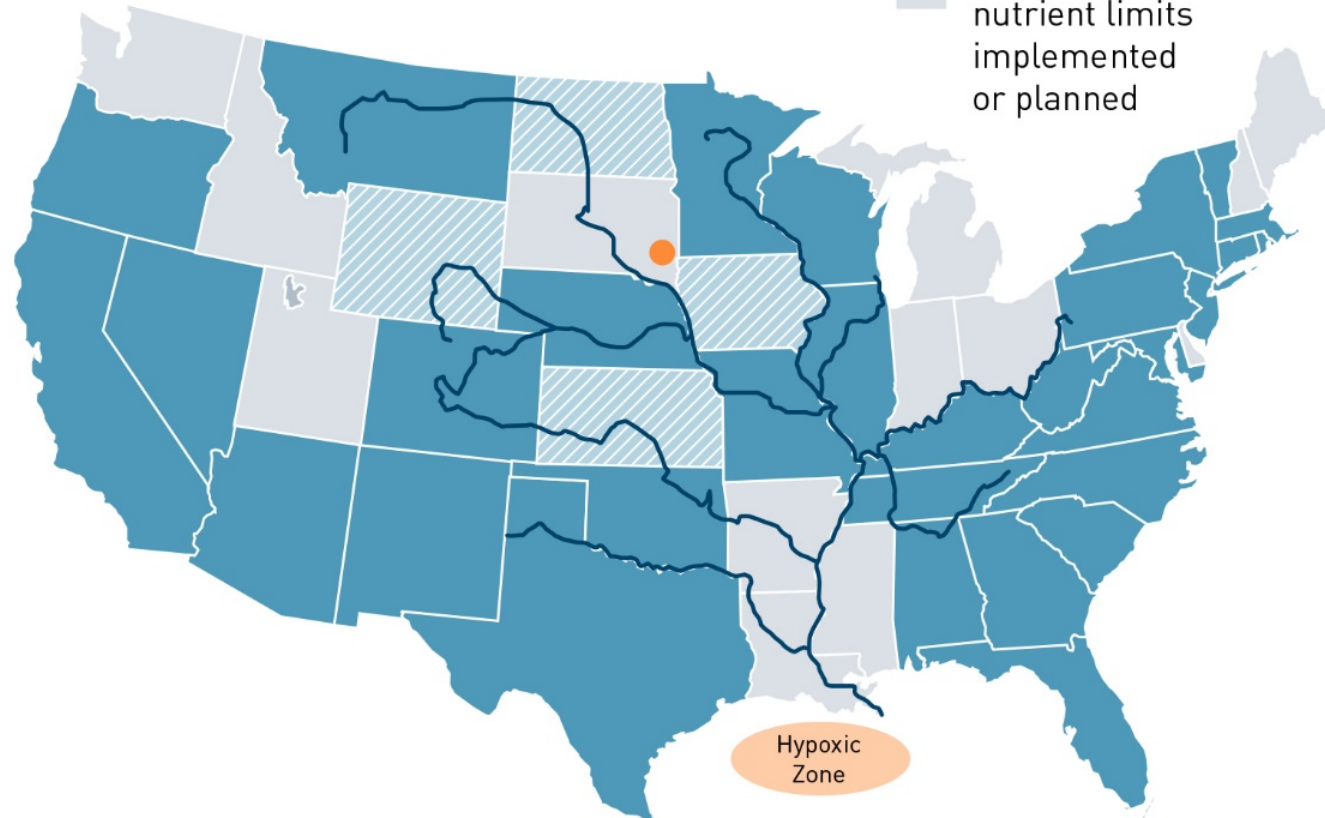 nutrient limits
implemented
or planned
Hypoxic
Zone